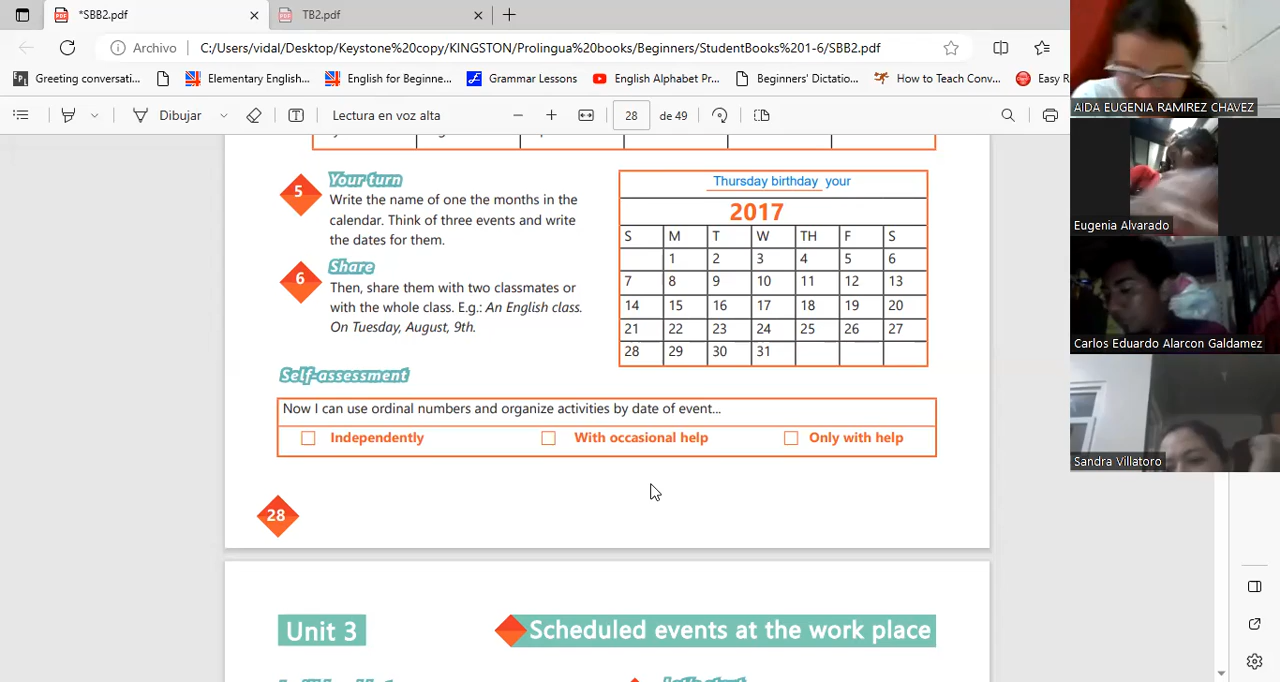 *SBB2.pdf
TB2.pdf
Archivo C:/Users/vidal/Desktop/Keystone%20copy/KINGSTON/Prolingua%20books/Beginners/StudentBooks%201-6/SBB2.pdf
Greeting conversati... Elementary English... English for Beginne... Grammar Lessons English Alphabet Pr... Beginners' Dictatio... How to Teach Conv... Easy R
Dibujar Lectura en voz alta 28 de 49
5 Your turn
Write the name of one the months in the
calendar. Think of three events and write
the dates for them.
6 Share
Then, share them with two classmates or
with the whole class. E.g.: An English class.
On Tuesday, August, 9th.
Thursday birthday your
2017
S M T W TH F S
1 2 3 4 5 6
7 8 9 10 11 12 13
14 15 16 17 18 19 20
21 22 23 24 25 26 27
28 29 30 31
Self-assessment
Now I can use ordinal numbers and organize activities by date of event...
Independently With occasional help Only with help
28
Unit 3 Scheduled events at the work place
AIDA EUGENIA RAMIREZ CHAVEZ
Eugenia Alvarado
Carlos Eduardo Alarcon Galdamez
Sandra Villatoro